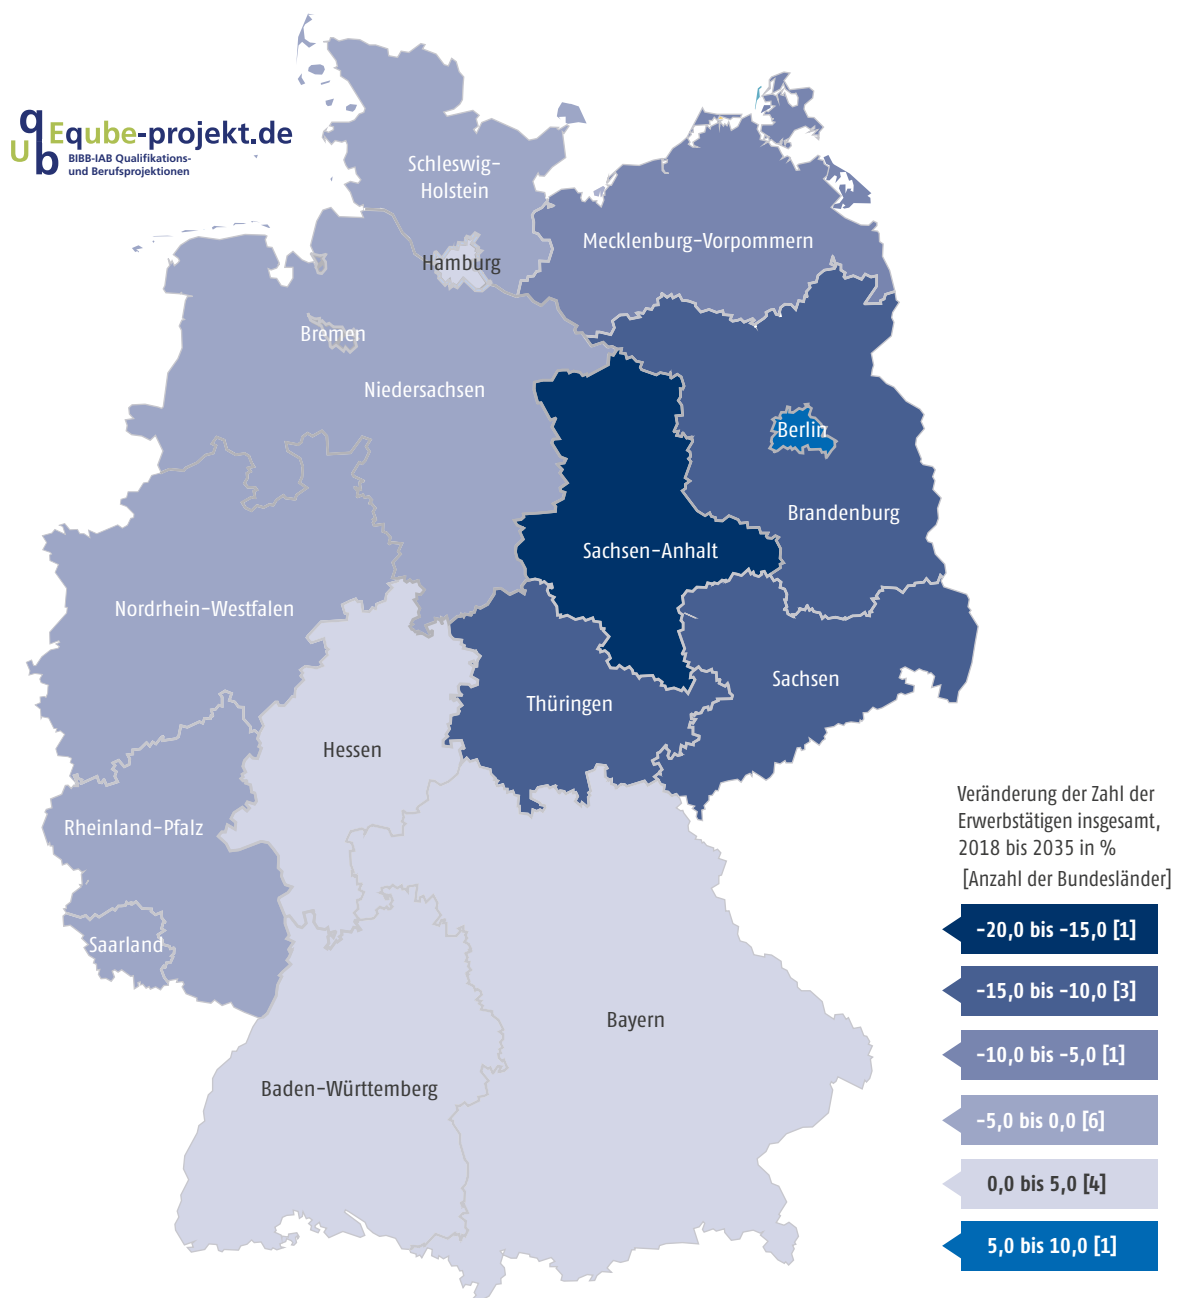 qube-projekt.de
BIBB-IAB Qualifikations-
und Berufsprojektionen
Schleswig-
Holstein
Mecklenburg-Vorpommern
Hamburg
Bremen
Niedersachsen
Berlin
Brandenburg
Sachsen-Anhalt
Nordrhein-Westfalen
Sachsen
Thüringen
Hessen
Rheinland-Pfalz
Saarland
Bayern
Baden-Württemberg
Veränderung der Zahl der
Erwerbstätigen insgesamt,
2018 bis 2035 in %
[Anzahl der Bundesländer]
-20,0 bis -15,0 [1]
-15,0 bis -10,0 [3]
-10,0 bis -5,0 [1]
-5,0 bis 0,0 [6]
0,0 bis 5,0 [4]
5,0 bis 10,0 [1]